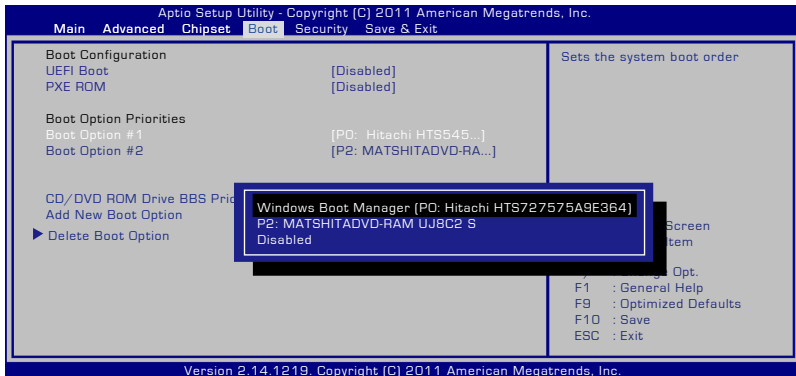 Aptio Setup Utility - Copyright (C) 2011 American Megatrends, Inc.
Main Advanced Chipset Boot Security Save & Exit
Boot Configuration
UEFI Boot [Disabled]
PXE ROM [Disabled]
Boot Option Priorities
Boot Option #1 [P0: Hitachi HTS545...]
Boot Option #2 [P2: MATSHITADVD-RA...]
CD/DVD ROM Drive BBS Prio
Add New Boot Option
Delete Boot Option
Windows Boot Manager (P0: Hitachi HTS727575A9E364)
P2: MATSHITADVD-RAM UJ8C2 S
Disabled
Sets the system boot order
Screen
Item
Opt.
F1 : General Help
F9 : Optimized Defaults
F10 : Save
ESC : Exit
Version 2.14.1219. Copyright (C) 2011 American Megatrends, Inc.